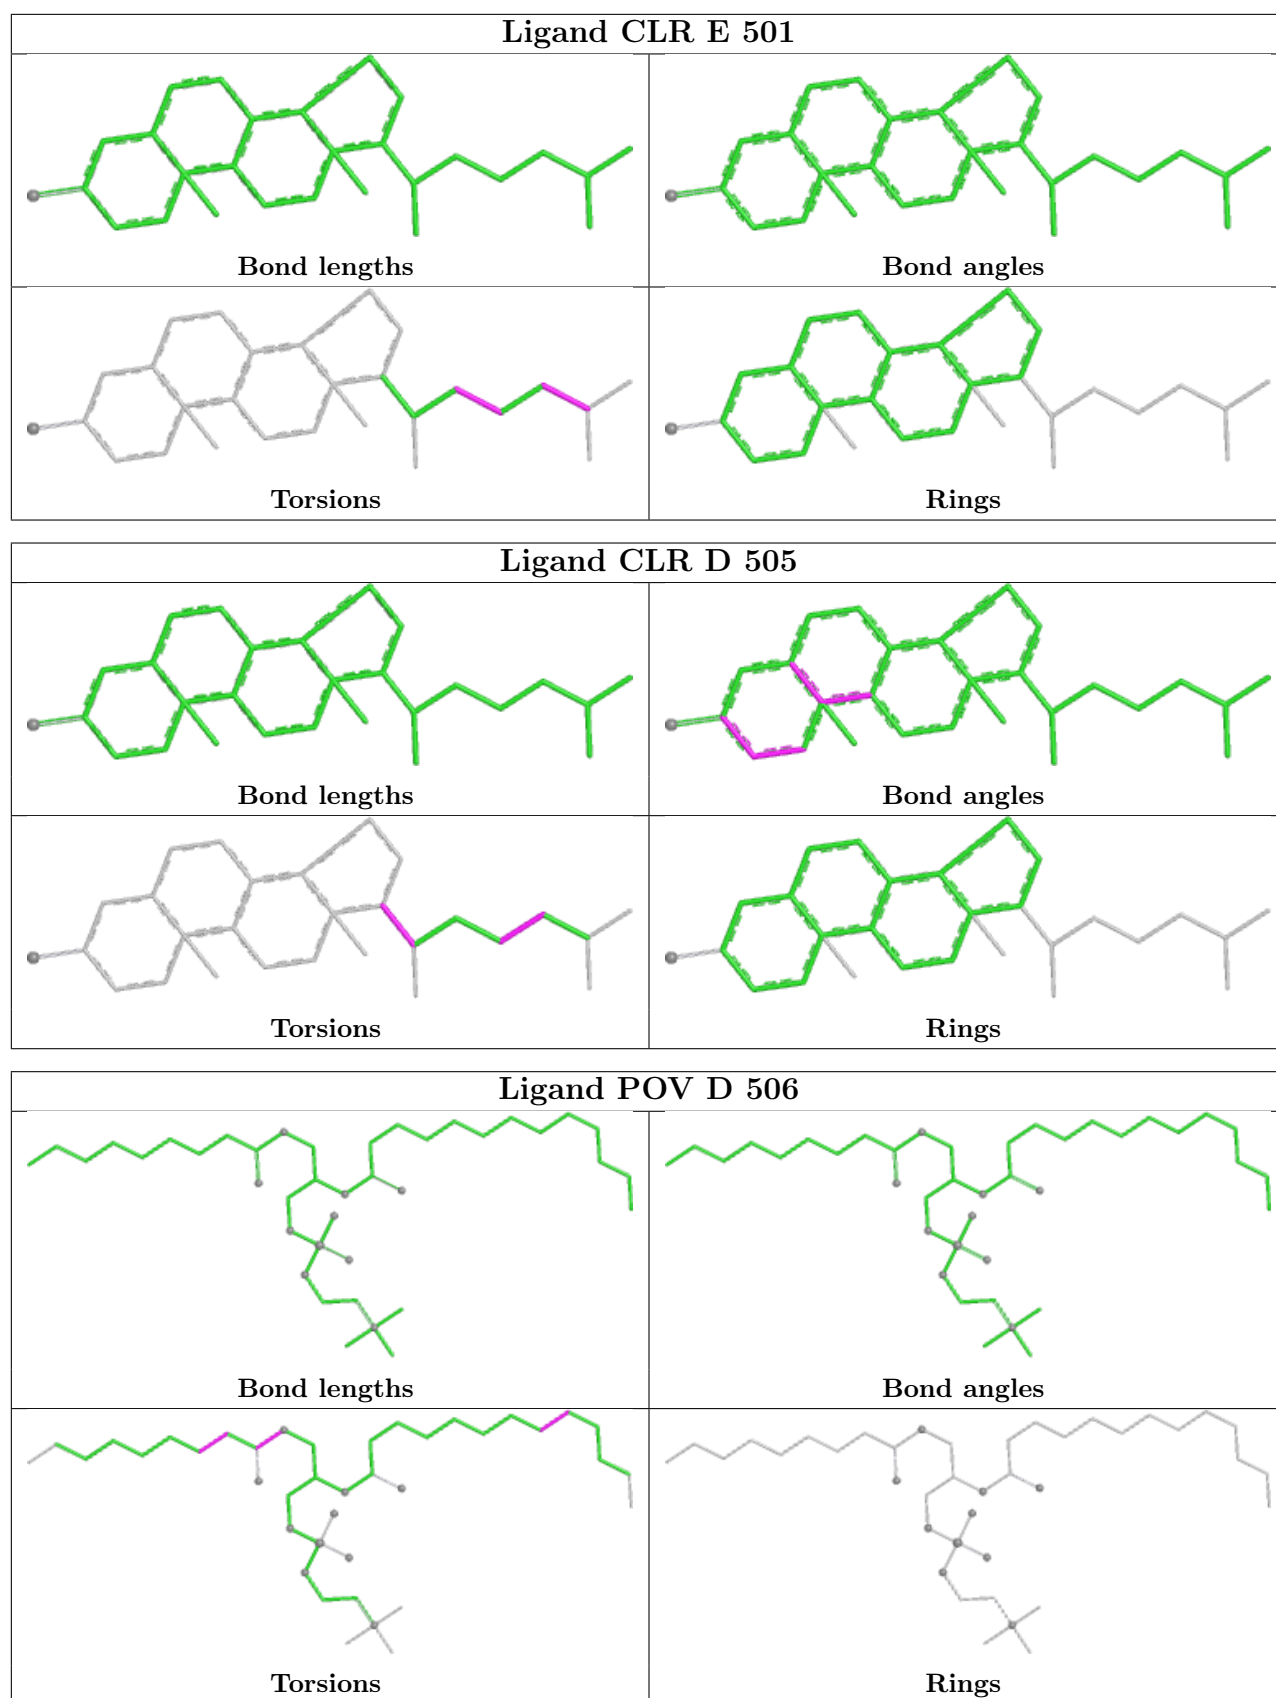 Ligand CLR E 501
Bond lengths
Bond angles
Torsions
Rings
Ligand CLR D 505
Bond lengths
Bond angles
Torsions
Rings
Ligand POV D 506
Bond lengths
Bond angles
Torsions
Rings